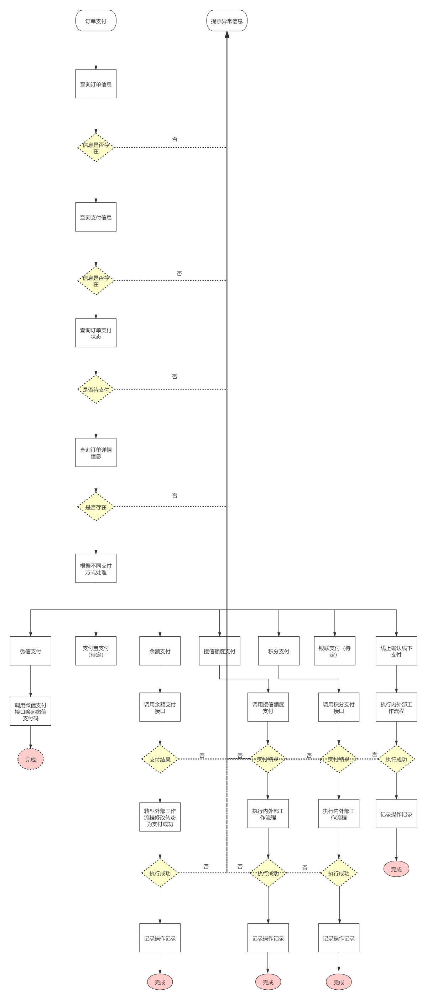 订单支付
提示异常信息
查询订单信息
否
信息是否存
在
查询支付信息
否
信息是否存
在
查询订单支付
状态
否
是否待支付
查询订单详情
信息
否
是否存在
根据不同支付
方式处理
微信支付
支付宝支付
（待定）
余额支付
授信额度支付
积分支付
银联支付（待
定）
线上确认线下
支付
调用微信支付
接口唤起微信
支付码
调用余额支付
接口
调用授信额度
支付
调用积分支付
接口
执行内外部工
作流程
完成
支付结果
否
否
支付结果
否
支付结果
否
执行成功
转型外部工作
流程修改转态
为支付成功
执行内外部工
作流程
执行内外部工
作流程
记录操作记录
执行成功
否
否
执行成功
否
执行成功
完成
记录操作记录
记录操作记录
记录操作记录
完成
完成
完成